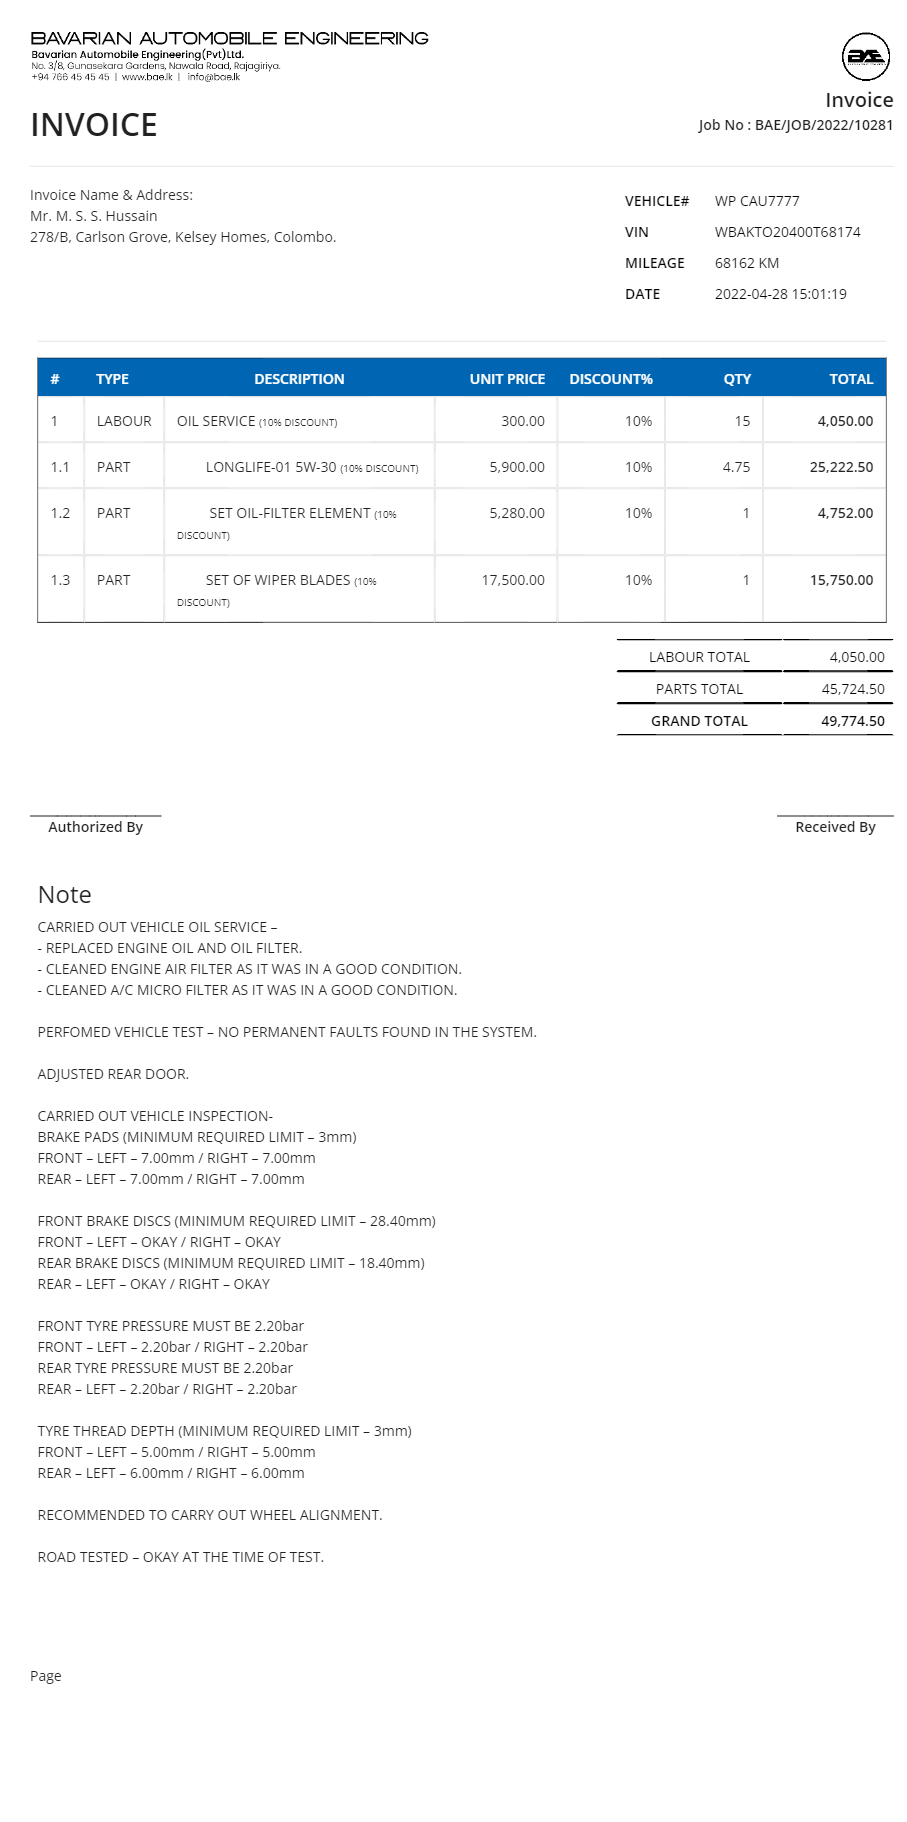 BAVARIAN AUTOMOBILE ENGINEERING
Bavarian Automobile Engineering(Pvt)Ltd.
No. 3/8, Gunasekara Gardens, Nawala Road, Rajagiriya.
+94 766 45 45 45 | www.bae.lk | info@bae.lk
BAE
Invoice
INVOICE
Job No : BAE/JOB/2022/10281
Invoice Name & Address:
Mr. M. S. S. Hussain
278/B, Carlson Grove, Kelsey Homes, Colombo.
VEHICLE# WP CAU7777
VIN WBAKTO20400T68174
MILEAGE 68162 KM
DATE 2022-04-28 15:01:19
# TYPE DESCRIPTION UNIT PRICE DISCOUNT% QTY TOTAL
1 LABOUR OIL SERVICE (10% DISCOUNT) 300.00 10% 15 4,050.00
1.1 PART LONGLIFE-01 5W-30 (10% DISCOUNT) 5,900.00 10% 4.75 25,222.50
1.2 PART SET OIL-FILTER ELEMENT (10% 5,280.00 10% 1 4,752.00
DISCOUNT)
1.3 PART SET OF WIPER BLADES (10% 17,500.00 10% 1 15,750.00
DISCOUNT)
LABOUR TOTAL 4,050.00
PARTS TOTAL 45,724.50
GRAND TOTAL 49,774.50
Authorized By Received By
Note
CARRIED OUT VEHICLE OIL SERVICE –
- REPLACED ENGINE OIL AND OIL FILTER.
- CLEANED ENGINE AIR FILTER AS IT WAS IN A GOOD CONDITION.
- CLEANED A/C MICRO FILTER AS IT WAS IN A GOOD CONDITION.
PERFOMED VEHICLE TEST – NO PERMANENT FAULTS FOUND IN THE SYSTEM.
ADJUSTED REAR DOOR.
CARRIED OUT VEHICLE INSPECTION-
BRAKE PADS (MINIMUM REQUIRED LIMIT – 3mm)
FRONT – LEFT – 7.00mm / RIGHT – 7.00mm
REAR – LEFT – 7.00mm / RIGHT – 7.00mm
FRONT BRAKE DISCS (MINIMUM REQUIRED LIMIT – 28.40mm)
FRONT – LEFT – OKAY / RIGHT – OKAY
REAR BRAKE DISCS (MINIMUM REQUIRED LIMIT – 18.40mm)
REAR – LEFT – OKAY / RIGHT – OKAY
FRONT TYRE PRESSURE MUST BE 2.20bar
FRONT – LEFT – 2.20bar / RIGHT – 2.20bar
REAR TYRE PRESSURE MUST BE 2.20bar
REAR – LEFT – 2.20bar / RIGHT – 2.20bar
TYRE THREAD DEPTH (MINIMUM REQUIRED LIMIT – 3mm)
FRONT – LEFT – 5.00mm / RIGHT – 5.00mm
REAR – LEFT – 6.00mm / RIGHT – 6.00mm
RECOMMENDED TO CARRY OUT WHEEL ALIGNMENT.
ROAD TESTED – OKAY AT THE TIME OF TEST.
Page